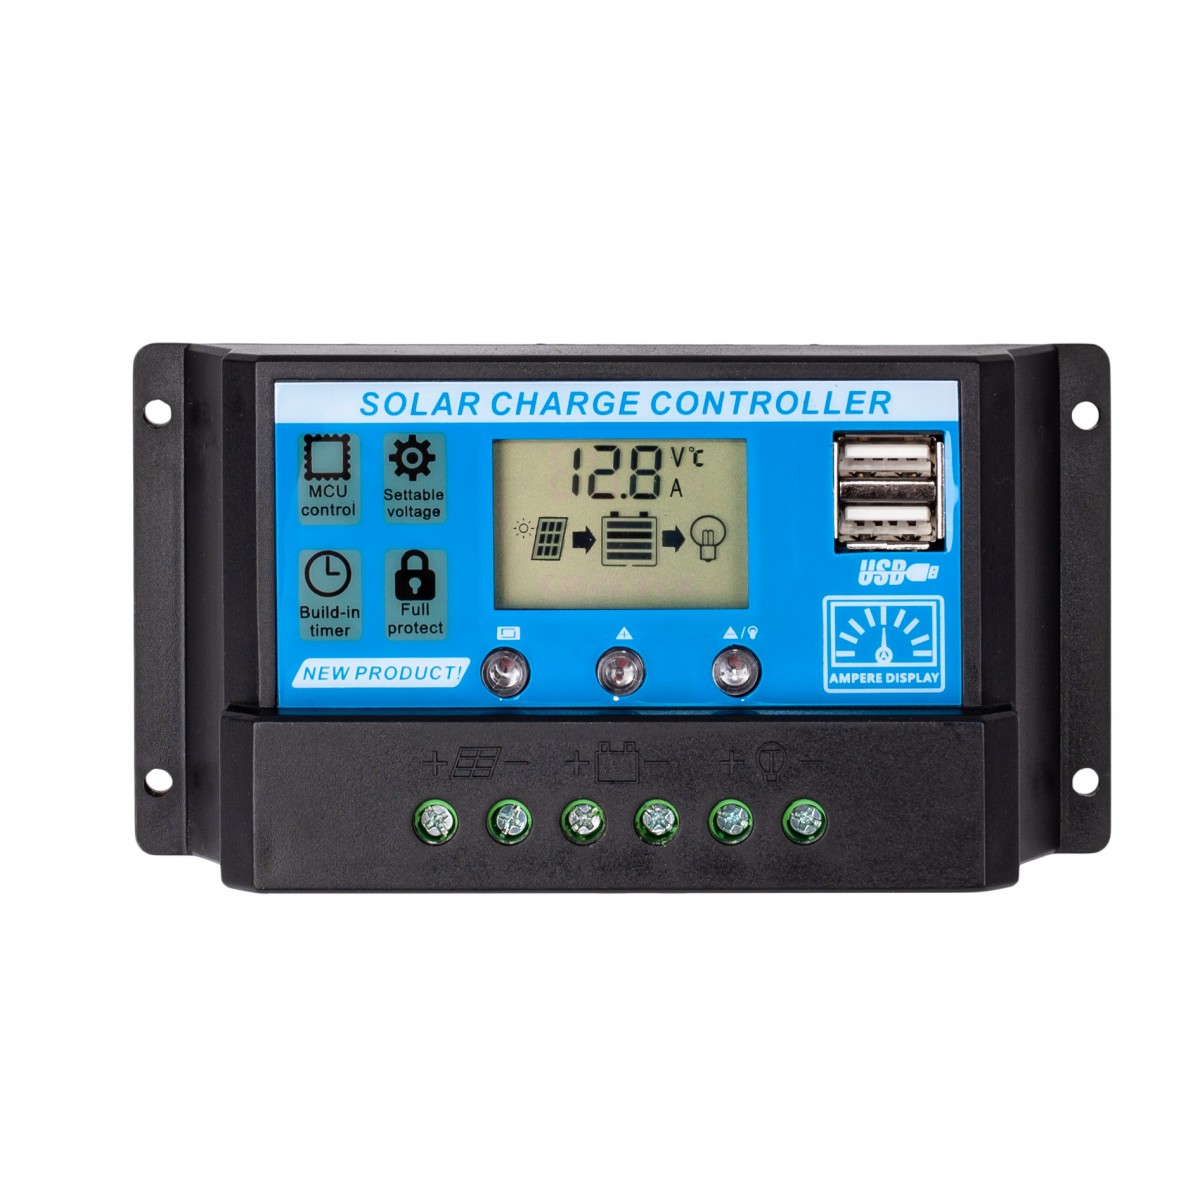 SOLAR CHARGE CONTROLLER
MCU
control
Settable
voltage
12.8 V℃
A
USB
Build-in
timer
Full
protect
NEW PRODUCT!
A
AMPERE DISPLAY
+ - + - + -